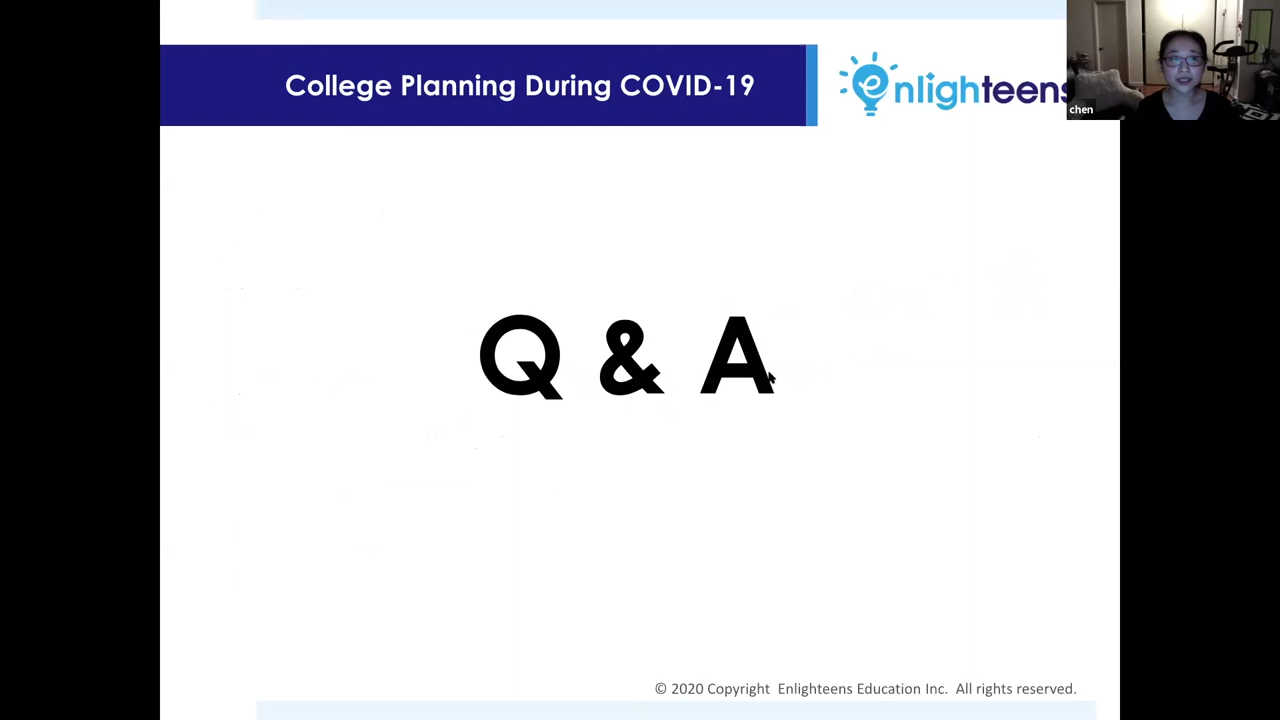 College Planning During COVID-19
enlighteens
chen
Q & A
© 2020 Copyright Enlighteens Education Inc. All rights reserved.